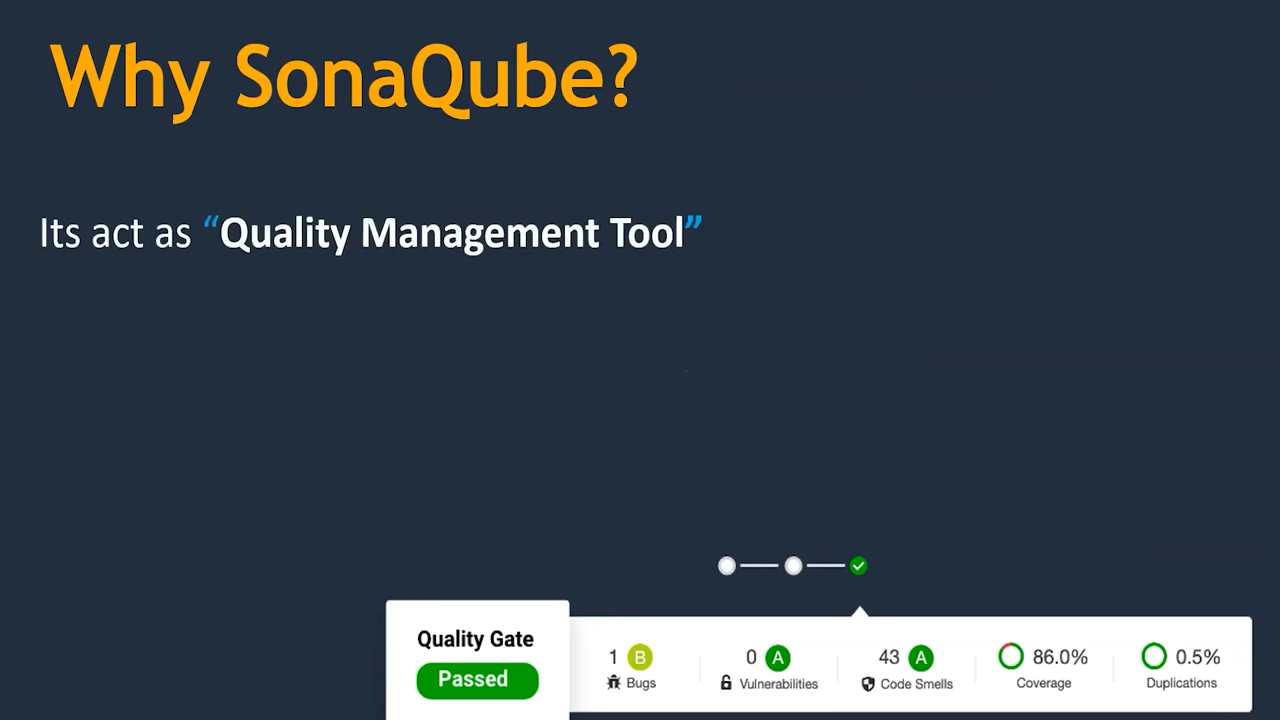 Why SonaQube?
Its act as “Quality Management Tool”
Quality Gate
Passed
1 B
Bugs
0 A
Vulnerabilities
43 A
Code Smells
86.0%
Coverage
0.5%
Duplications